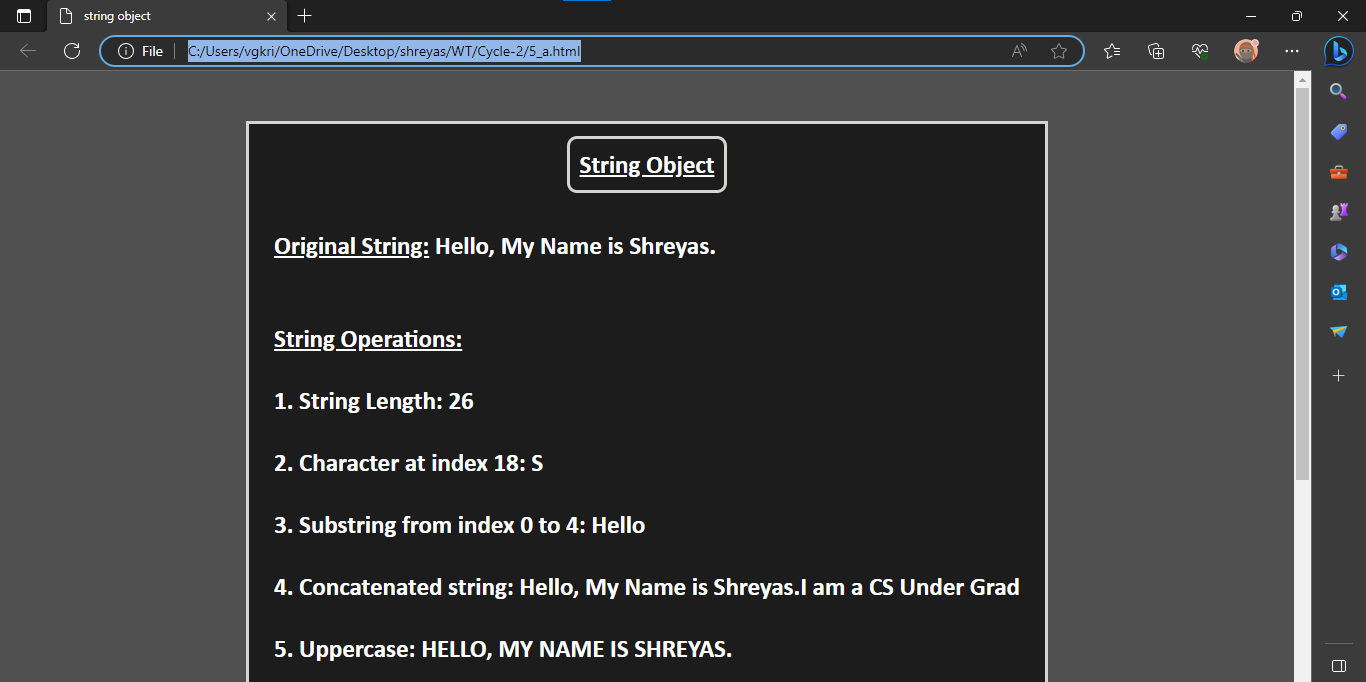 string object
File
C:/Users/vgkri/OneDrive/Desktop/shreyas/WT/Cycle-2/5_a.html
String Object
Original String: Hello, My Name is Shreyas.
String Operations:
1. String Length: 26
2. Character at index 18: S
3. Substring from index 0 to 4: Hello
4. Concatenated string: Hello, My Name is Shreyas.I am a CS Under Grad
5. Uppercase: HELLO, MY NAME IS SHREYAS.